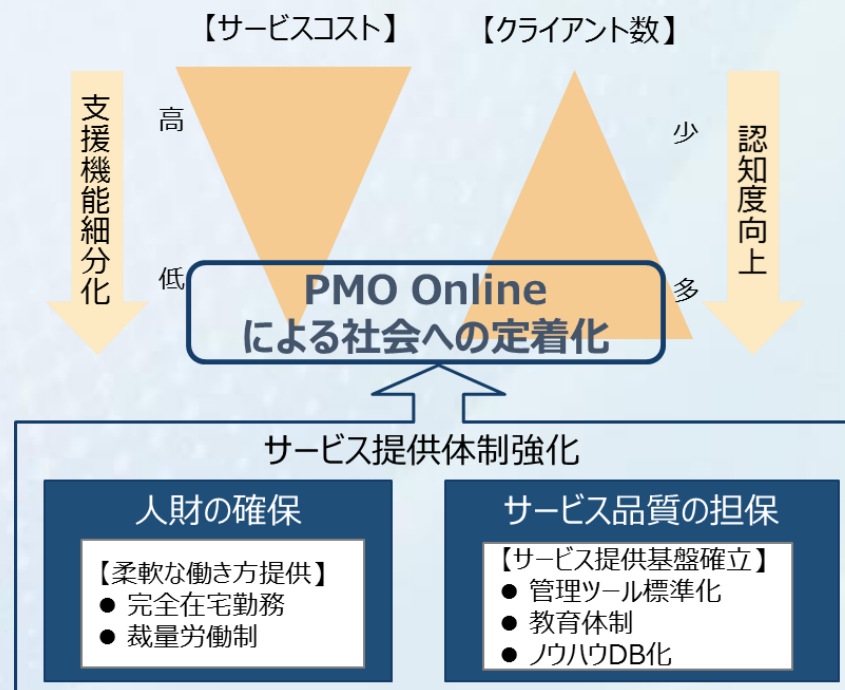 【サービスコスト】
【クライアント数】
支援機能細分化
高
低
少
多
認知度向上
PMO Online
による社会への定着化
サービス提供体制強化
人財の確保
【柔軟な働き方提供】
● 完全在宅勤務
● 裁量労働制
サービス品質の担保
【サービス提供基盤確立】
● 管理ツール標準化
● 教育体制
● ノウハウDB化